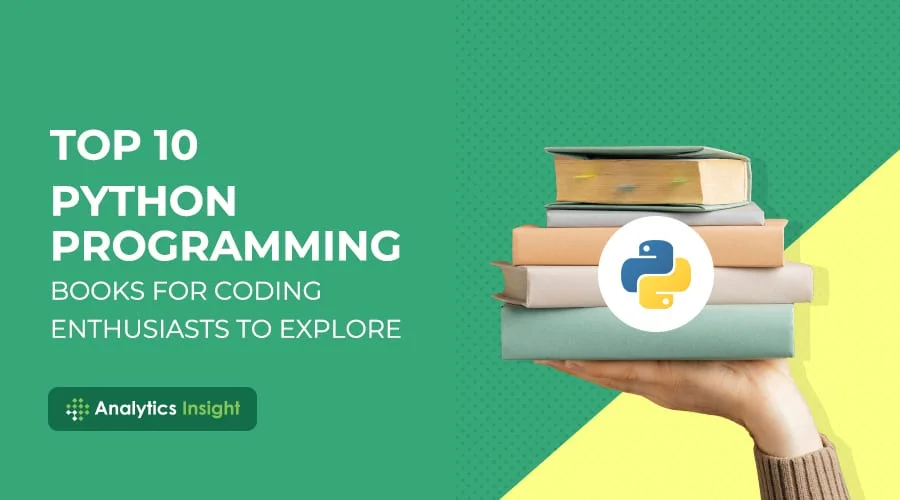 TOP 10
PYTHON
PROGRAMMING
BOOKS FOR CODING
ENTHUSIASTS TO EXPLORE
Analytics Insight